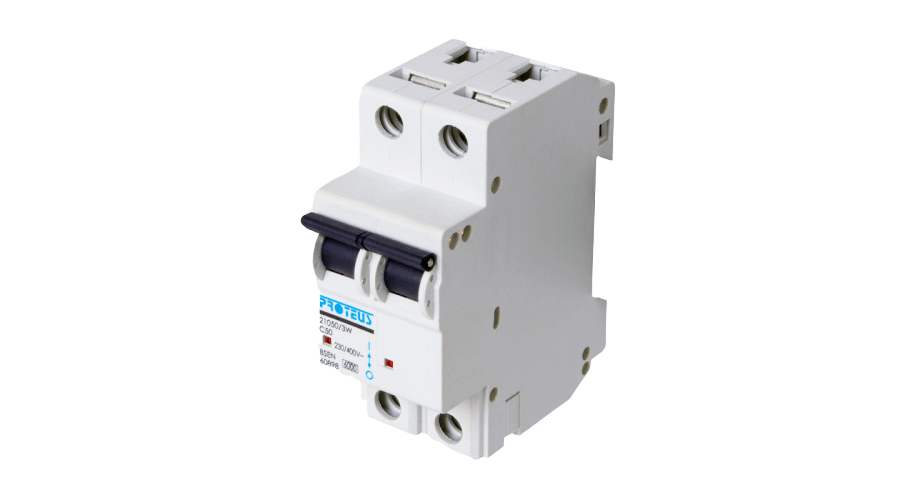 PROTEUS
21050/3W
C50
230/400V~
BSEN
60898
6000